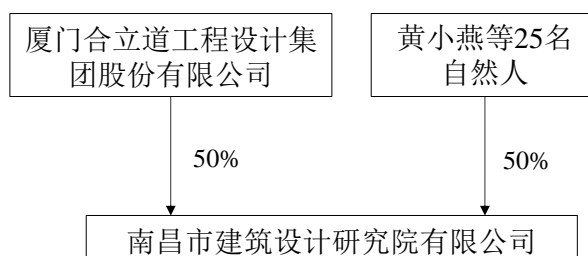 厦门合立道工程设计集
团股份有限公司
黄小燕等25名
自然人
50%
50%
南昌市建筑设计研究院有限公司